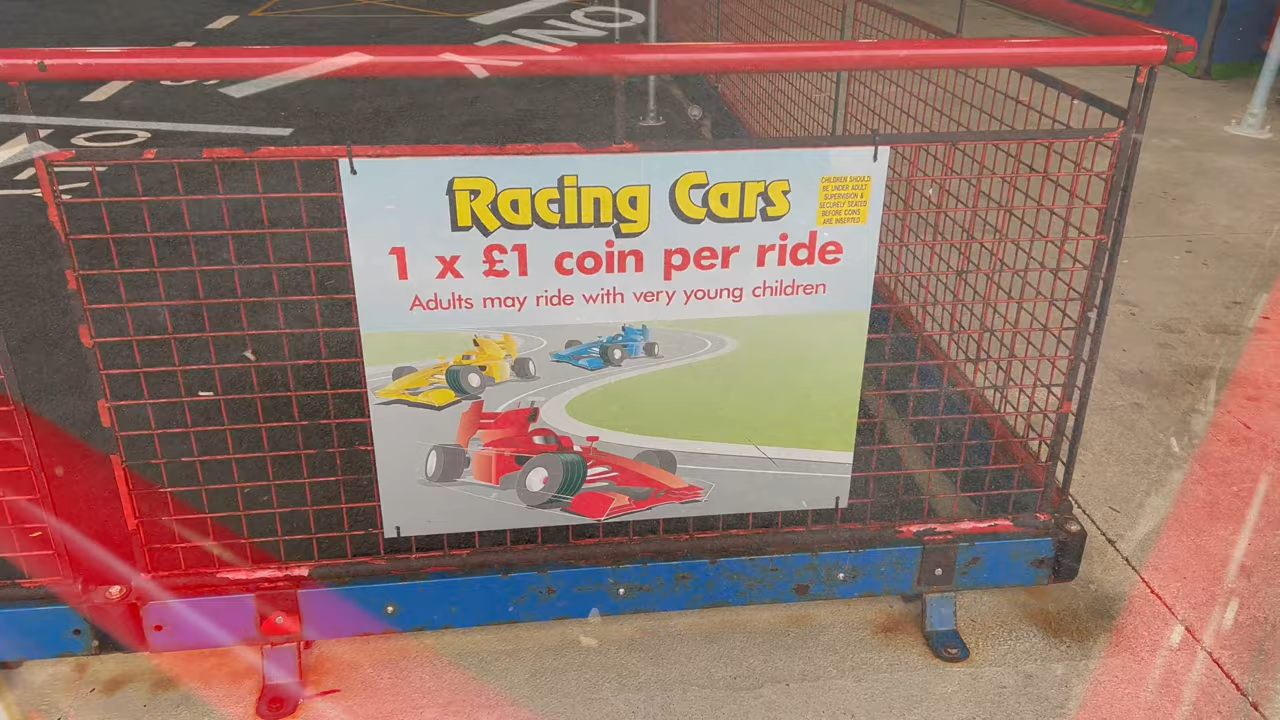 ONLY
Racing Cars
CHILDREN SHOULD
BE UNDER ADULT
SUPERVISION &
SECURELY SEATED
BEFORE COINS
ARE INSERTED
1 x £1 coin per ride
Adults may ride with very young children